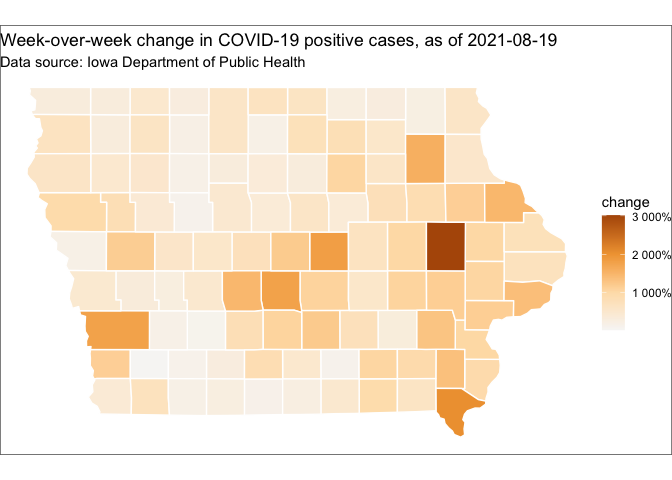 Week-over-week change in COVID-19 positive cases, as of 2021-08-19
Data source: Iowa Department of Public Health
change
3 000%
2 000%
1 000%